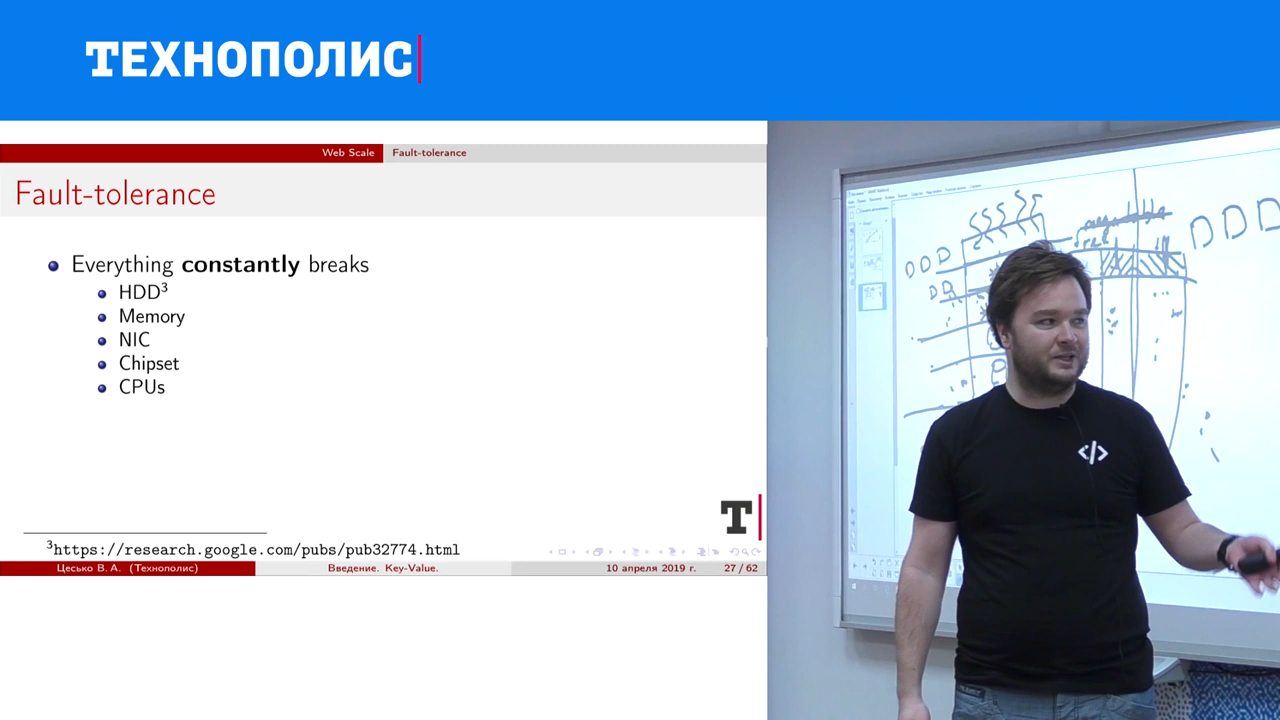 ТЕХНОПОЛИС
Web Scale Fault-tolerance
Fault-tolerance
Everything constantly breaks
HDD3
Memory
NIC
Chipset
CPUs
T
3https://research.google.com/pubs/pub32774.html
Цесько В. А. (Технополис) Введение. Key-Value. 10 апреля 2019 г. 27 / 62